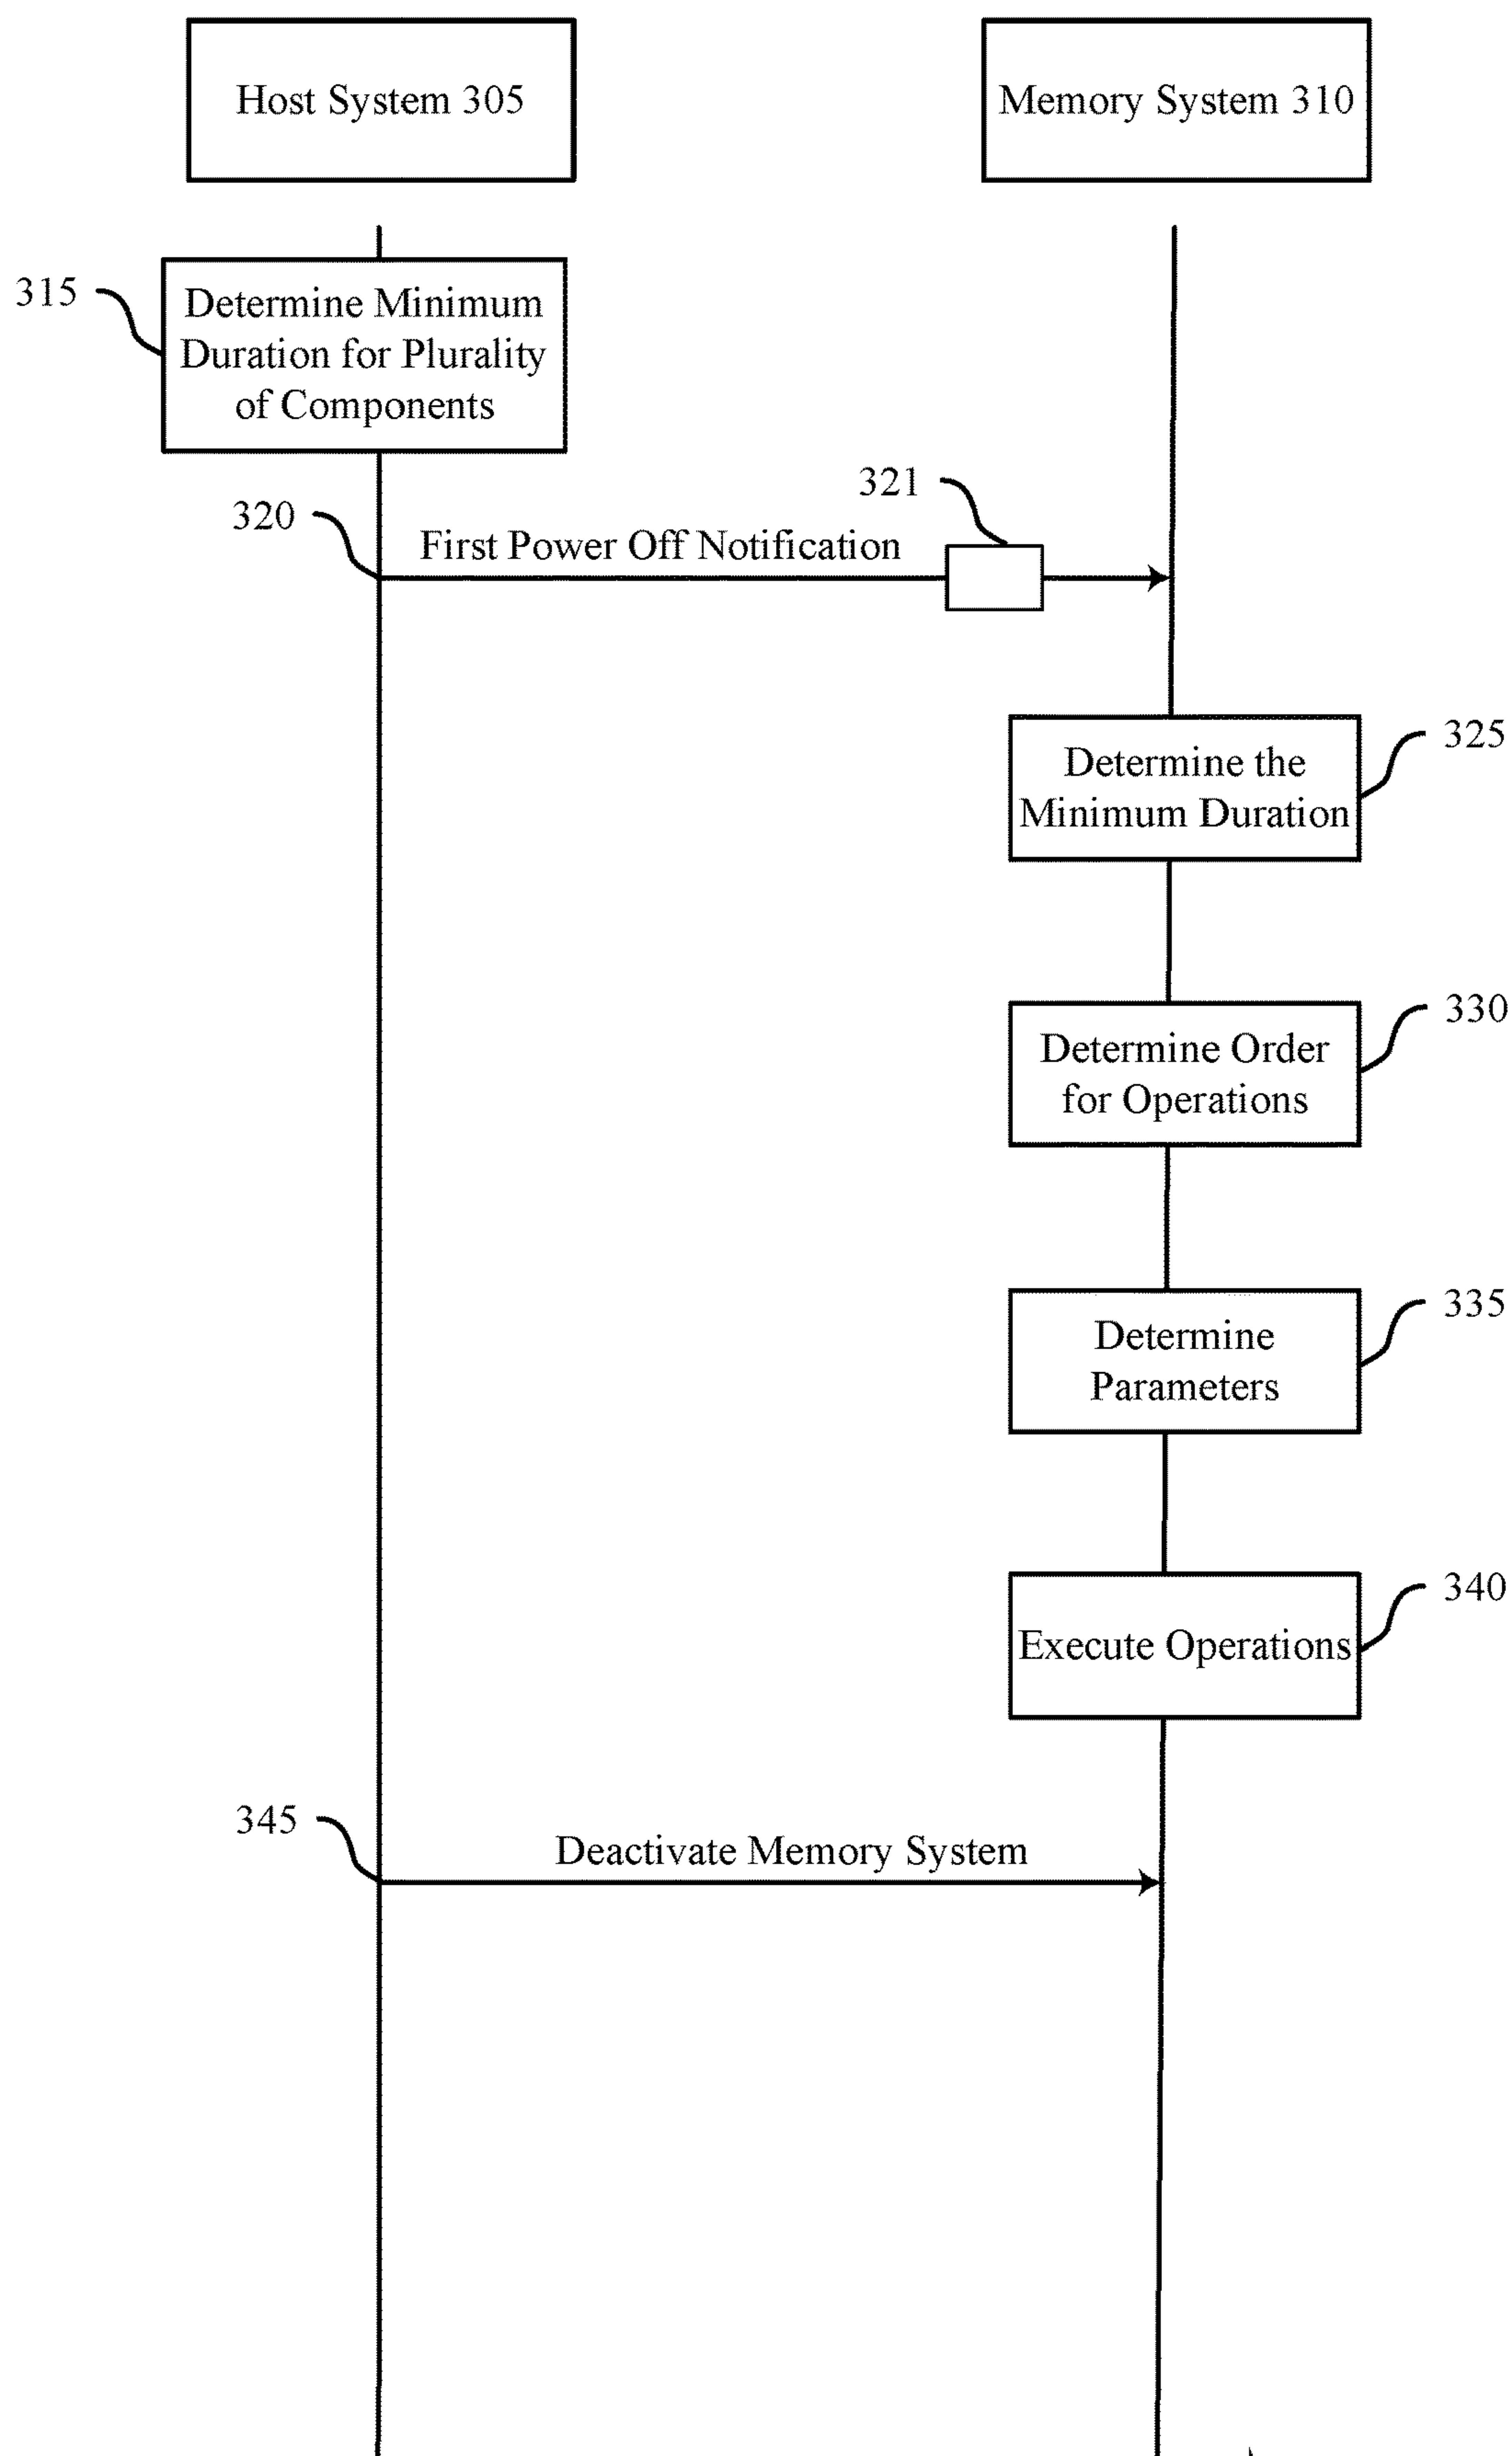 Host System 305
Memory System 310
315
Determine Minimum
Duration for Plurality
of Components
321
320
First Power Off Notification
325
Determine the
Minimum Duration
330
Determine Order
for Operations
335
Determine
Parameters
340
Execute Operations
345
Deactivate Memory System